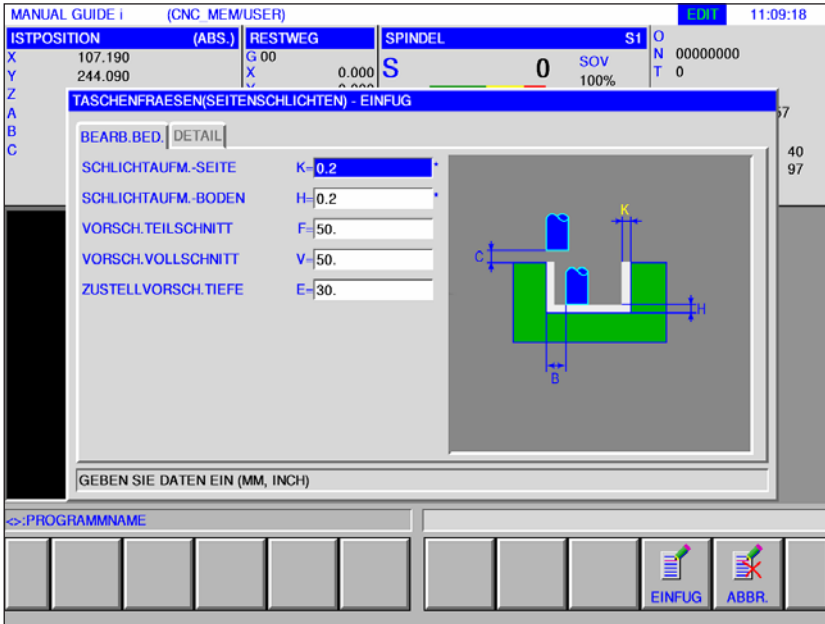 MANUAL GUIDE i (CNC_MEM/USER) EDIT 11:09:18
ISTPOSITION (ABS.) RESTWEG SPINDEL S1 O
X 107.190 G 00 N 00000000
Y 244.090 X 0.000 S 0 SOV 100% T 0
Z
A
B
C
40
97
TASCHENFRAESEN(SEITENSCHLICHTEN) - EINFUG
BEARB.BED. DETAIL
SCHLICHTAUFM.-SEITE K=0.2 *
SCHLICHTAUFM.-BODEN H=0.2 *
VORSCH.TEILSCHNITT F=50.
VORSCH.VOLLSCHNITT V=50.
ZUSTELLVORSCH.TIEFE E=30.
K
C
H
B
GEBEN SIE DATEN EIN (MM, INCH)
<>:PROGRAMMNAME
EINFUG ABBR.